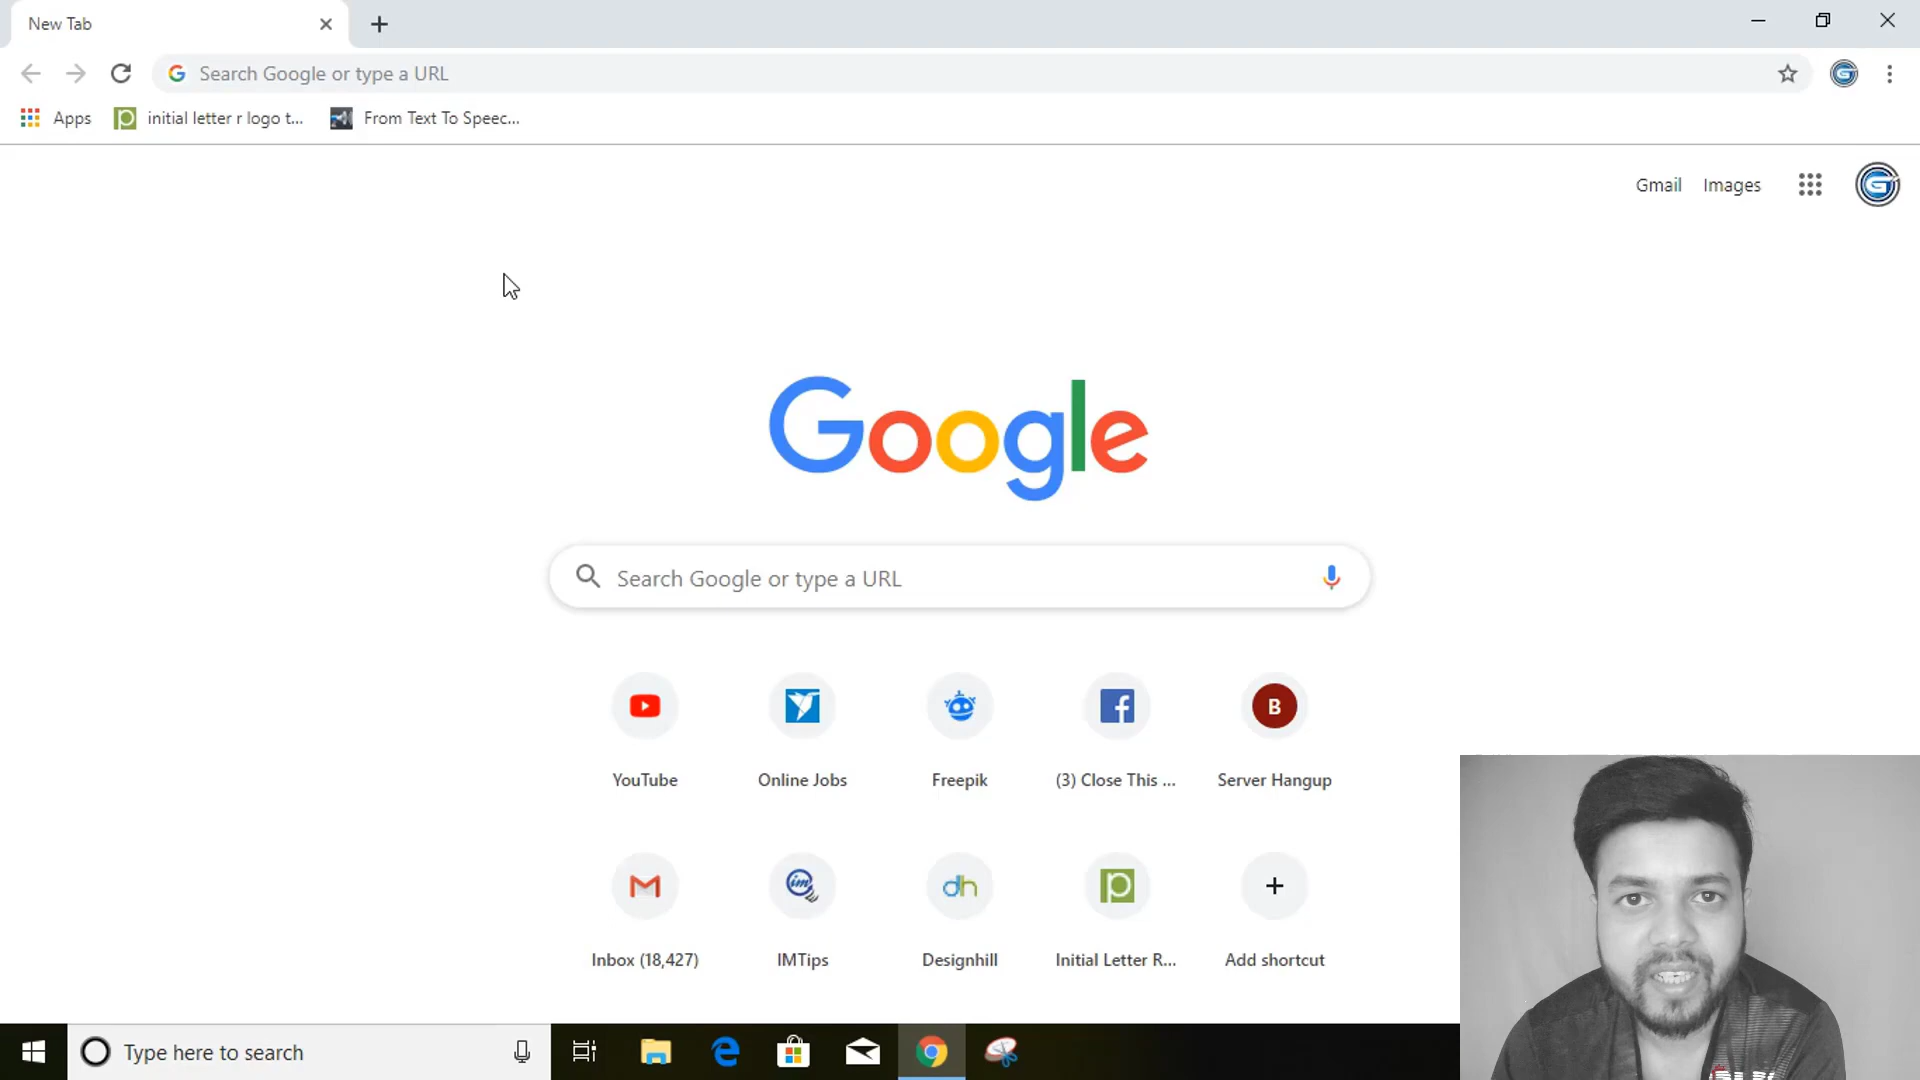 New Tab
Search Google or type a URL
Apps
initial letter r logo t...
From Text To Speec...
Gmail
Images
Google
Search Google or type a URL
YouTube
Online Jobs
Freepik
(3) Close This ...
B
Server Hangup
im
dh
Inbox (18,427)
IMTips
Designhill
Initial Letter R...
Add shortcut
Type here to search